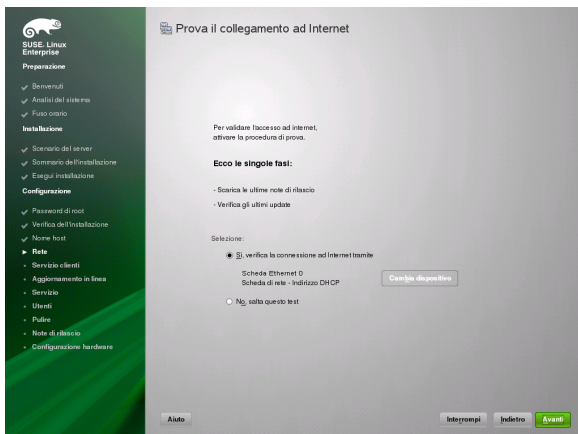 SUSE. Linux
Enterprise
Preparazione
Benvenuti
Analisi del sistema
Fuso orario
Installazione
Scenario del server
Sommario dell'installazione
Esegui installazione
Configurazione
Password di root
Verifica dell'installazione
Nome host
Rete
Servizio clienti
Aggiornamento in linea
Servizio
Utenti
Pulire
Note di rilascio
Configurazione hardware
Prova il collegamento ad Internet
Per validare l'accesso ad internet,
attivare la procedura di prova.
Ecco le singole fasi:
- Scarica le ultime note di rilascio
- Verifica gli ultimi update
Selezione:
Sì, verifica la connessione ad Internet tramite
Scheda Ethernet 0
Scheda di rete - Indirizzo DHCP
Cambia dispositivo
No, salta questo test
Aiuto
Interrompi
Indietro
Avanti